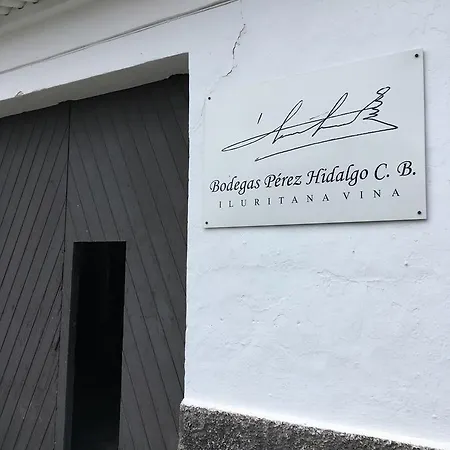 Bodegas Pérez Hidalgo C. B.
ILURITANA VINA